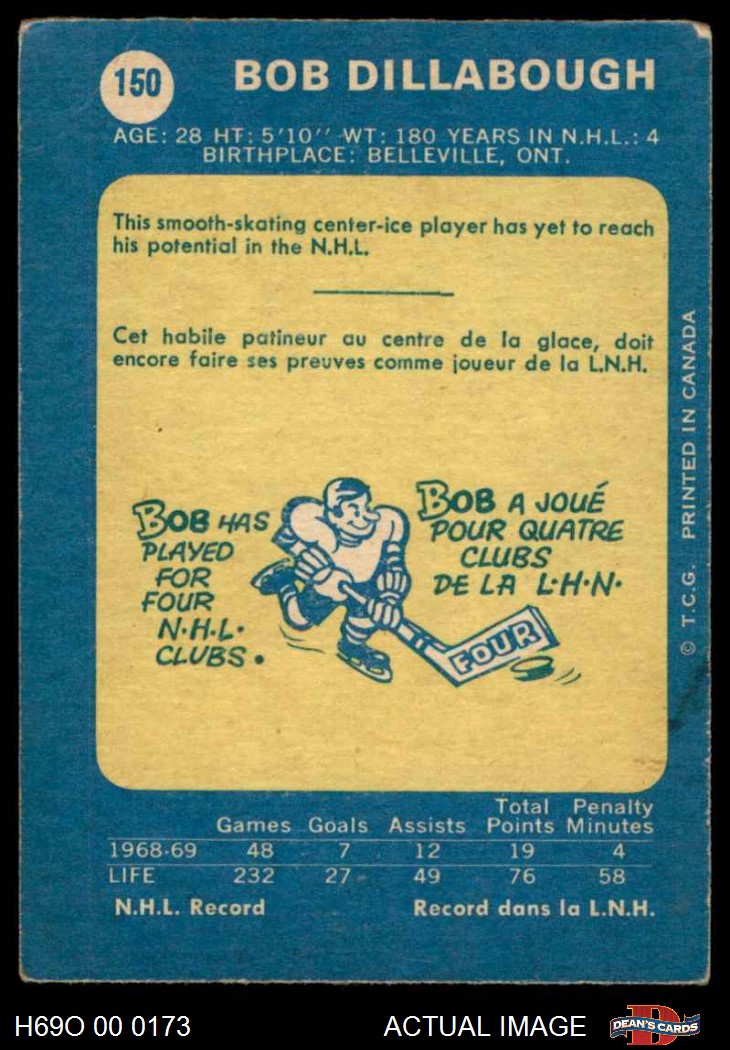 150
BOB DILLABOUGH
AGE: 28 HT: 5'10'' WT: 180 YEARS IN N.H.L.: 4
BIRTHPLACE: BELLEVILLE, ONT.
This smooth-skating center-ice player has yet to reach
his potential in the N.H.L.
Cet habile patineur au centre de la glace, doit
encore faire ses preuves comme joueur de la L.N.H.
BOB HAS
PLAYED
FOR
FOUR
N·H·L·
CLUBS.
BOB A JOUÉ
POUR QUATRE
CLUBS
DE LA L·H·N·
FOUR
© T.C.G. PRINTED IN CANADA
Games Goals Assists Total Points Penalty Minutes
1968-69 48 7 12 19 4
LIFE 232 27 49 76 58
N.H.L. Record Record dans la L.N.H.
H69O 00 0173 ACTUAL IMAGE
D
DEAN'S CARDS